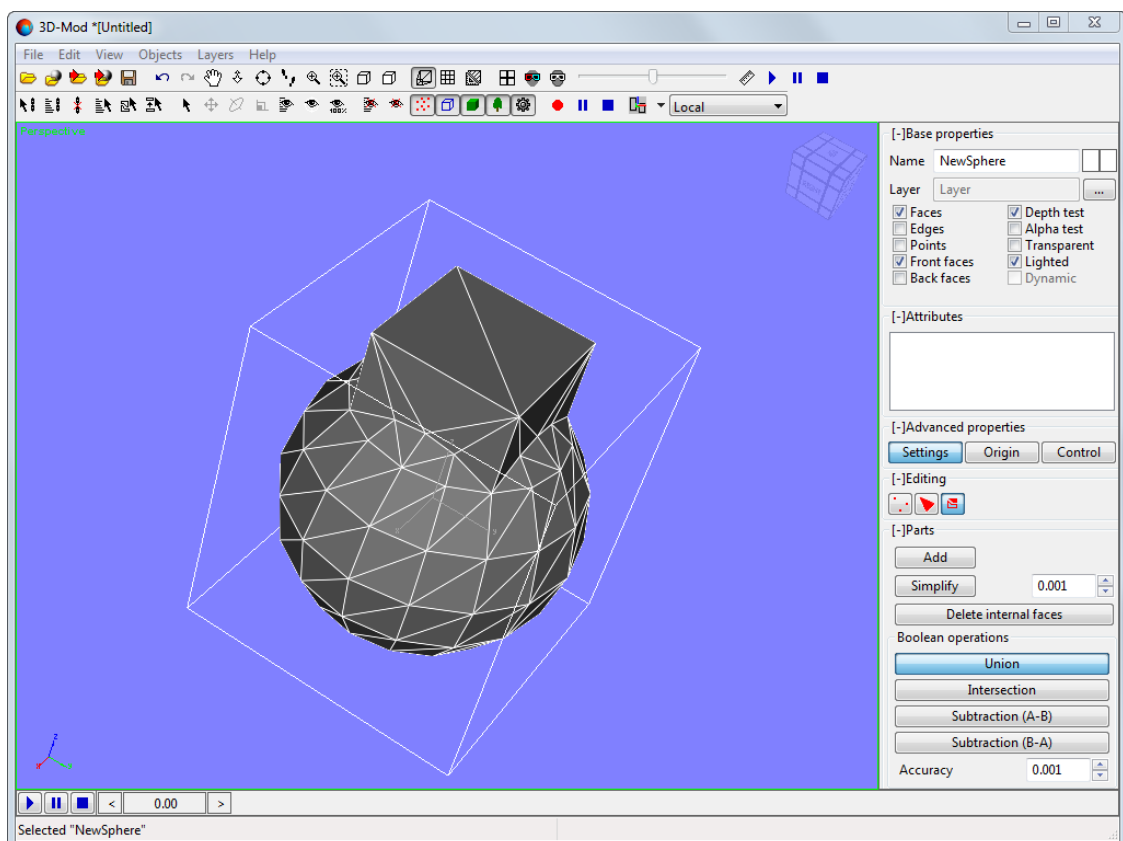 3D-Mod *[Untitled]
File Edit View Objects Layers Help
100%
Local
Perspective
[-]Base properties
Name NewSphere
Layer Layer ...
Faces Depth test
Edges Alpha test
Points Transparent
Front faces Lighted
Back faces Dynamic
[-]Attributes
[-]Advanced properties
Settings Origin Control
[-]Editing
[-]Parts
Add
Simplify 0.001
Delete internal faces
Boolean operations
Union
Intersection
Subtraction (A-B)
Subtraction (B-A)
Accuracy 0.001
z
x y
z
x y
< 0.00 >
Selected "NewSphere"